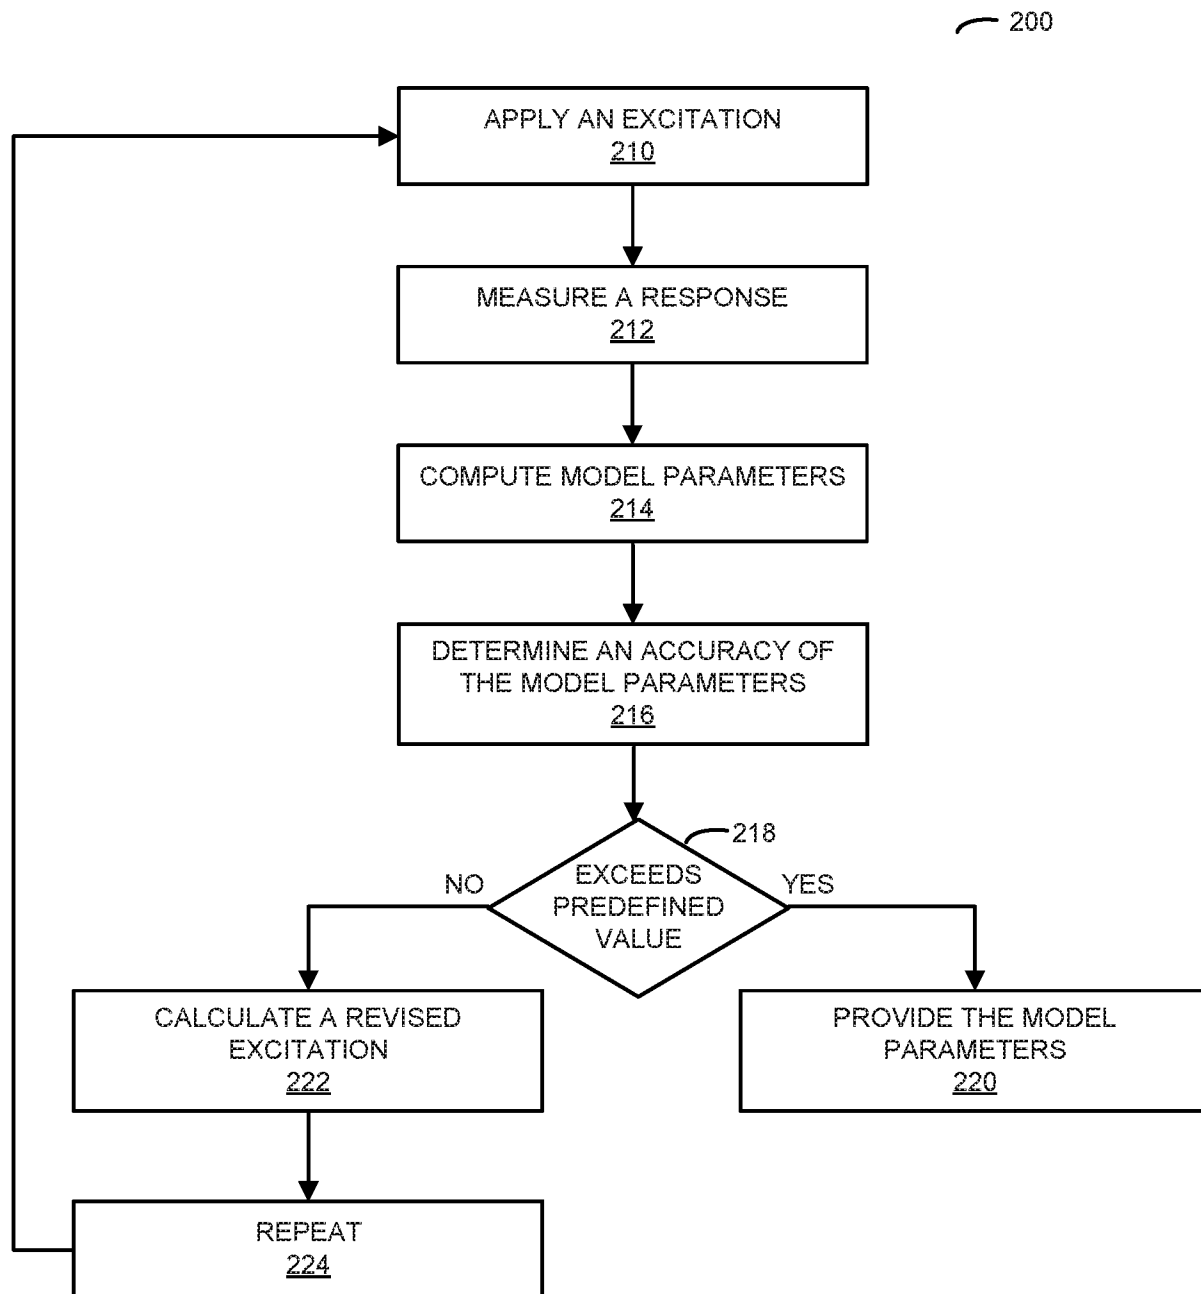 200
APPLY AN EXCITATION
210
MEASURE A RESPONSE
212
COMPUTE MODEL PARAMETERS
214
DETERMINE AN ACCURACY OF
THE MODEL PARAMETERS
216
218
NO
EXCEEDS
PREDEFINED
VALUE
YES
CALCULATE A REVISED
EXCITATION
222
PROVIDE THE MODEL
PARAMETERS
220
REPEAT
224